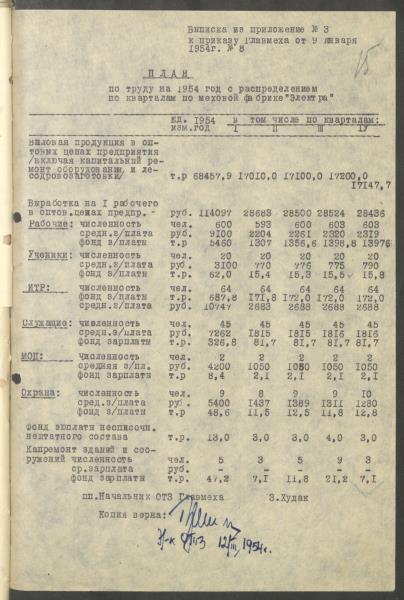 Выписка из приложение № 3
к приказу Главмеха от 9 января
1954г. № 8
15
П Л А Н
по труду на 1954 год с распределением
по кварталам по меховой фабрике "Электра"
ед. 1954 в том числе по кварталам:
изм. год I П Ш IУ
Валовая продукция в оп-
товых ценах предприятия
/включая капитальный ре-
монт оборудования и ле-
содровозаготовки/ т.р 68457,9 17010,0 17100,0 17200,0
17147,7
Выработка на I рабочего
в оптов.ценах предпр. руб. 114097 28683 28500 28524 28436
Рабочие: численность чел. 600 593 600 603 603
средн.з/плата руб. 9100 2204 2261 2320 2319
фонд з/платы т.р 5460 1307 1356,6 1398,8 1397,6
Ученики: численность чел. 20 20 20 20 20
средн.з/плата руб. 3100 770 776 775 790
фонд з/платы т.р. 62,0 15,4 15,3 15,5 15,8
ИТР: численность чел. 64 64 64 64 64
фонд з/платы т.р. 687,8 171,8 172,0 172,0 172,0
средн.з/плата руб. 10747 2683 2688 2688 2688
Служащие: численность чел. 45 45 45 45 45
средн.з/плата руб. 7262 1815 1815 1816 1816
фонд зарплаты т.р. 326,8 81,7 81,7 81,7 81,7
МОП: численность чел. 2 2 2 2 2
средняя з/пл. руб. 4200 1050 1050 1050 1050
фонд зарплаты т.р 8,4 2,1 2,1 2,1 2,1
Охрана: численность чел. 9 8 9 9 10
сред.з/плата руб. 5400 1437 1389 1311 1280
фонд з/платы т.р. 48,6 11,5 12,5 11,8 12,8
Фонд зарплаты несписочн.
нештатного состава т.р. 13,0 3,0 3,0 4,0 3,0
Капремонт зданий и соо-
ружений численность чел. 5 3 5 9 3
ср.зарплата руб. - - - - -
фонд зарплаты т.р. 47,2 7,1 11,8 21,2 7,1
пп.Начальник ОТЗ Главмеха З.Худак
Копия верна:
12/III 1954г.